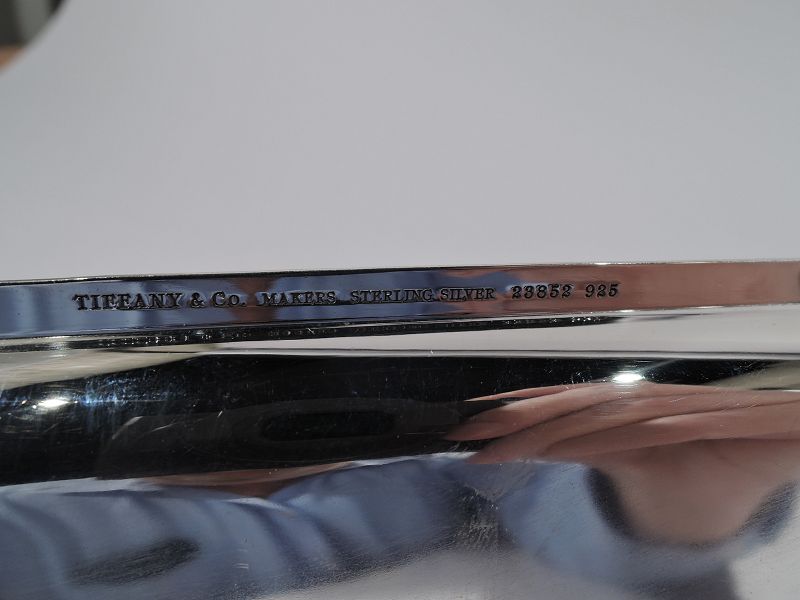 TIFFANY & Co. MAKERS STERLING SILVER 23852 925